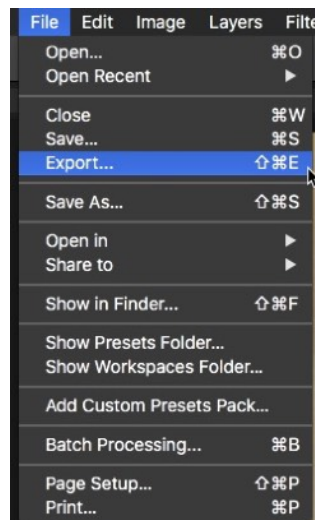 File Edit Image Layers Filte
Open... ⌘O
Open Recent ▶
Close ⌘W
Save... ⌘S
Export... ⇧⌘E
Save As... ⇧⌘S
Open in ▶
Share to ▶
Show in Finder... ⇧⌘F
Show Presets Folder...
Show Workspaces Folder...
Add Custom Presets Pack...
Batch Processing... ⌘B
Page Setup... ⇧⌘P
Print... ⌘P